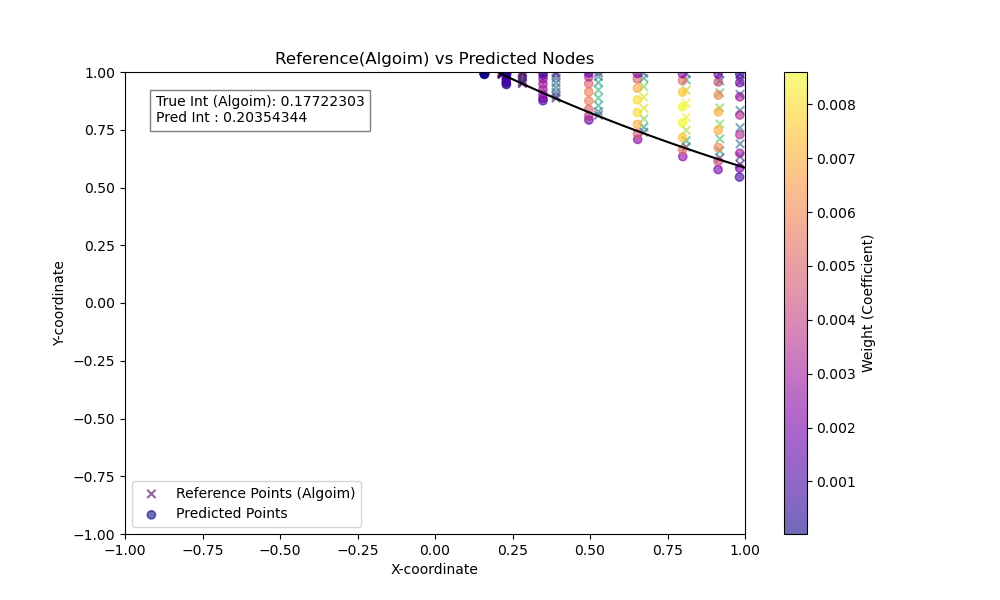 Reference(Algoim) vs Predicted Nodes
True Int (Algoim): 0.17722303
Pred Int : 0.20354344
1.00
0.75
0.50
0.25
0.00
−0.25
−0.50
−0.75
−1.00
Y-coordinate
Reference Points (Algoim)
Predicted Points
−1.00 −0.75 −0.50 −0.25 0.00 0.25 0.50 0.75 1.00
X-coordinate
0.008
0.007
0.006
0.005
0.004
0.003
0.002
0.001
Weight (Coefficient)